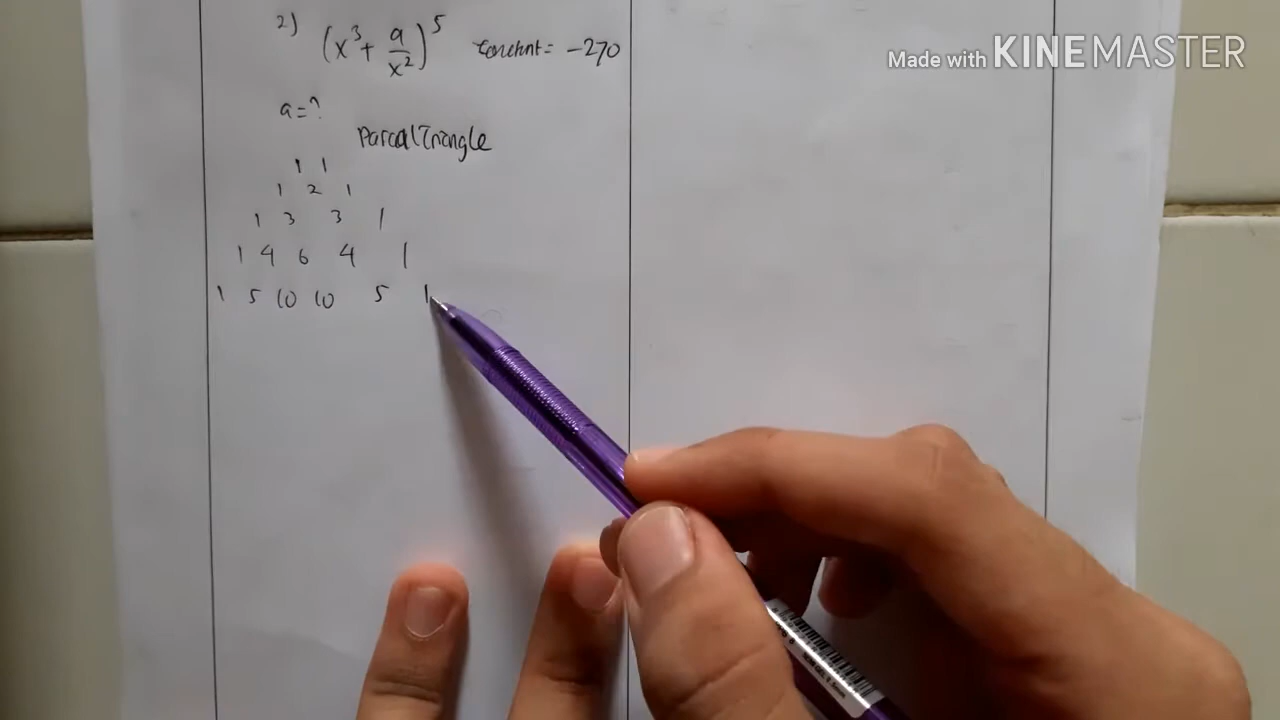 2) (x³ + a/x²)⁵ Constnt = -270
Made with KINEMASTER
a = ?
Pascal Triangle
1 1
1 2 1
1 3 3 1
1 4 6 4 1
1 5 10 10 5 1